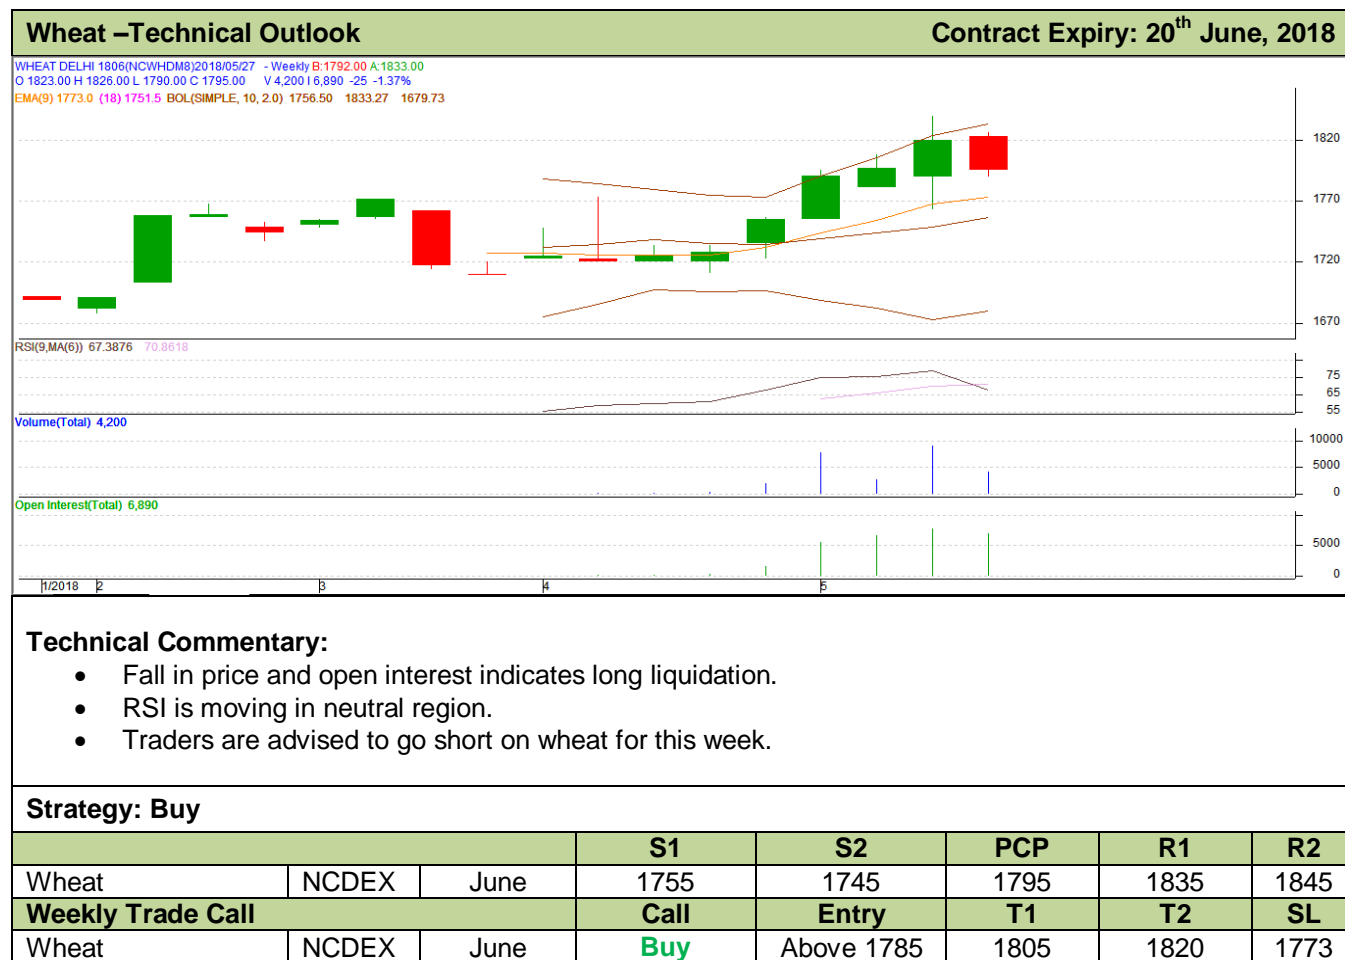 Wheat –Technical Outlook Contract Expiry: 20th June, 2018
WHEAT DELHI 1806(NCWHDM8)2018/05/27 - Weekly B:1792.00 A:1833.00
O 1823.00 H 1826.00 L 1790.00 C 1795.00 V 4,200 I 6,890 -25 -1.37%
EMA(9) 1773.0 (18) 1751.5 BOL(SIMPLE, 10, 2.0) 1756.50 1833.27 1679.73
1820
1770
1720
1670
RSI(9,MA(6)) 67.3876 70.8618
75
65
55
Volume(Total) 4,200
10000
5000
0
Open Interest(Total) 6,890
5000
0
1/2018 2 3 4 5
Technical Commentary:
• Fall in price and open interest indicates long liquidation.
• RSI is moving in neutral region.
• Traders are advised to go short on wheat for this week.
Strategy: Buy
S1 S2 PCP R1 R2
Wheat NCDEX June 1755 1745 1795 1835 1845
Weekly Trade Call Call Entry T1 T2 SL
Wheat NCDEX June Buy Above 1785 1805 1820 1773